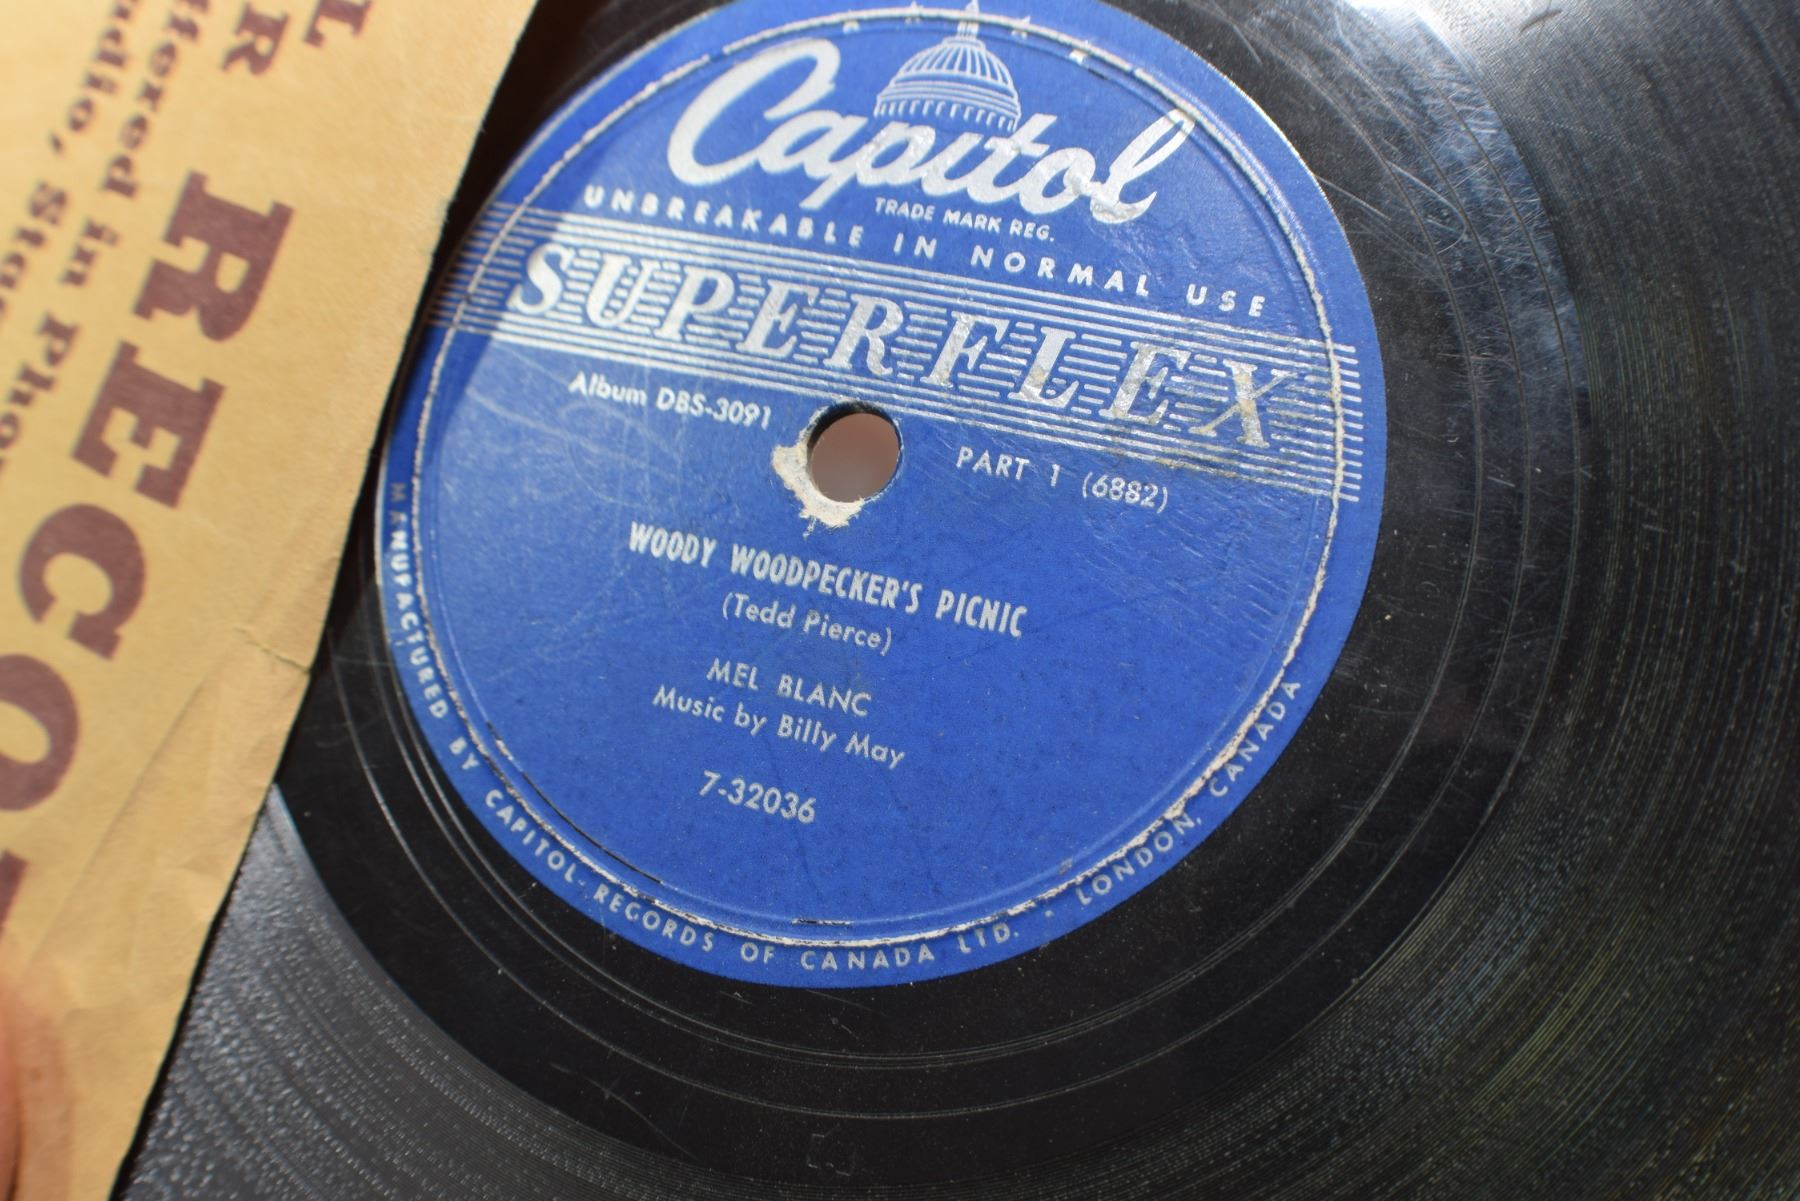 Capitol
TRADE MARK REG.
UNBREAKABLE IN NORMAL USE
SUPERFLEX
Album DBS-3091
PART 1 (6882)
WOODY WOODPECKER'S PICNIC
(Tedd Pierce)
MEL BLANC
Music by Billy May
7-32036
MANUFACTURED BY CAPITOL RECORDS OF CANADA LTD. • LONDON, CANADA
L
R
in